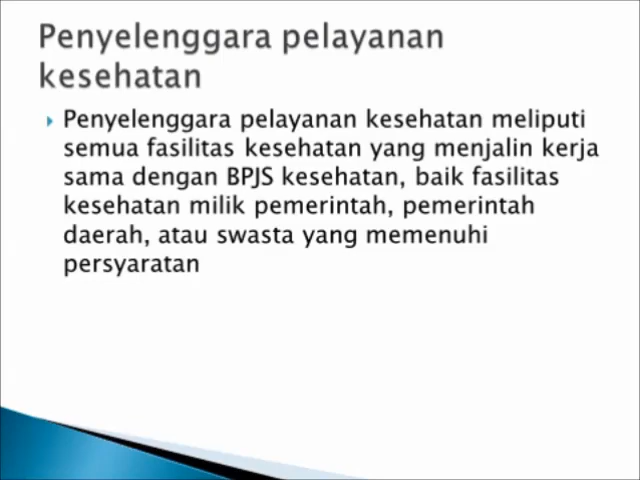 Penyelenggara pelayanan
kesehatan
Penyelenggara pelayanan kesehatan meliputi
semua fasilitas kesehatan yang menjalin kerja
sama dengan BPJS kesehatan, baik fasilitas
kesehatan milik pemerintah, pemerintah
daerah, atau swasta yang memenuhi
persyaratan